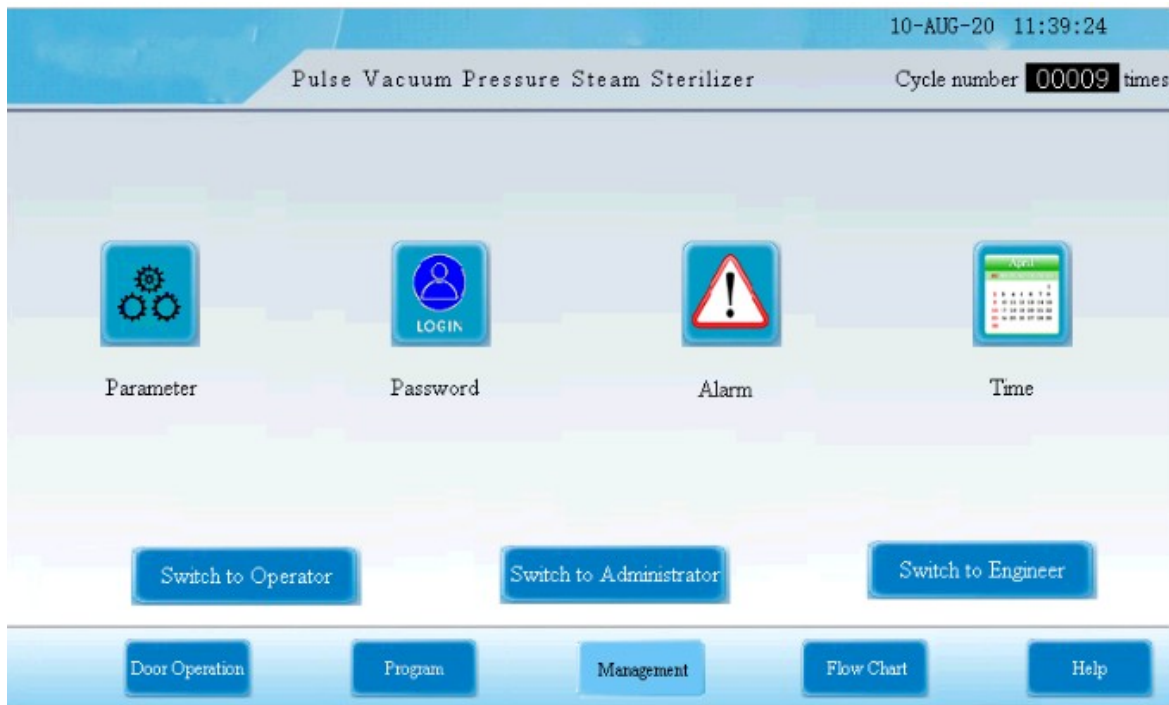 10-AUG-20 11:39:24
Pulse Vacuum Pressure Steam Sterilizer
Cycle number 00009 times
LOGIN
April
Parameter
Password
Alarm
Time
Switch to Operator
Switch to Administrator
Switch to Engineer
Door Operation
Program
Management
Flow Chart
Help